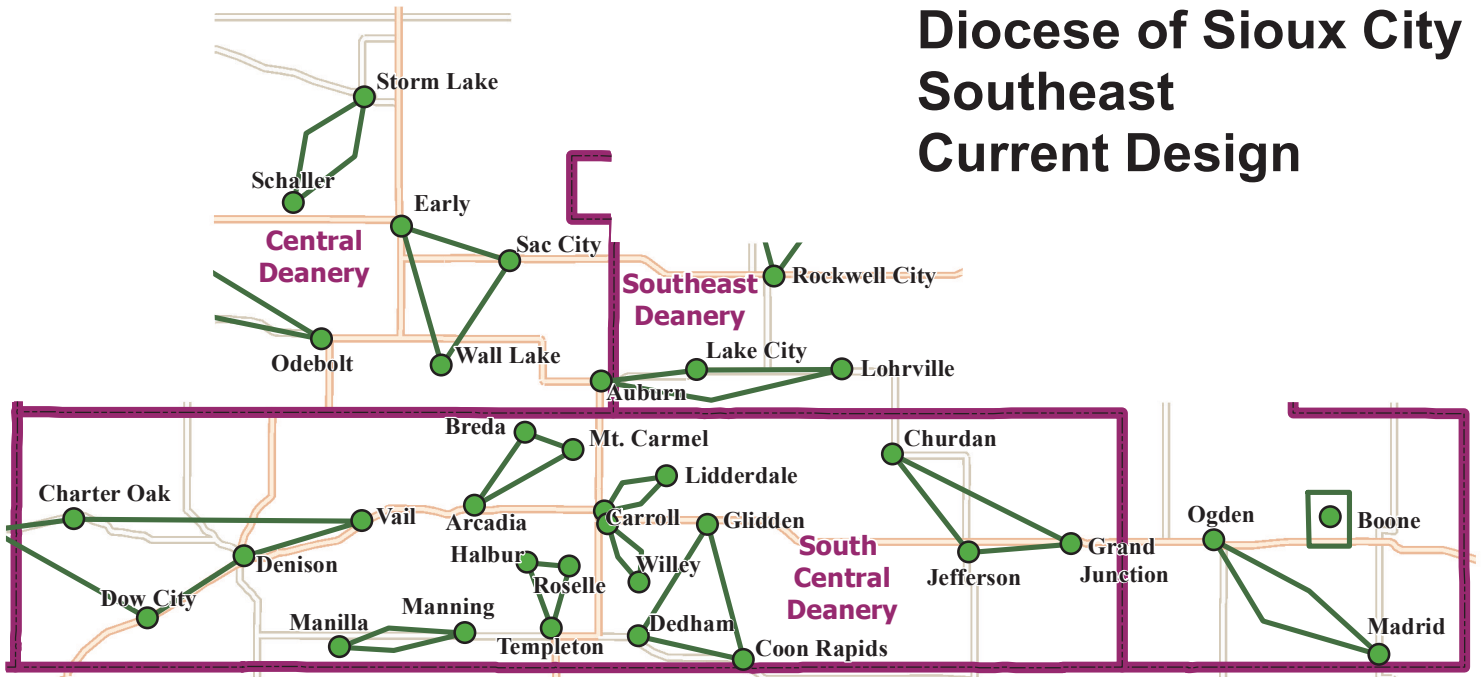 Diocese of Sioux City
Southeast
Current Design
Storm Lake
Schaller
Early
Central
Deanery
Sac City
Southeast
Deanery
Rockwell City
Odebolt
Wall Lake
Lake City
Lohrville
Auburn
Breda
Mt. Carmel
Churdan
Lidderdale
Charter Oak
Vail
Arcadia
Carroll
Glidden
Ogden
Boone
Halbur
Denison
Willey
South
Central
Deanery
Jefferson
Grand
Junction
Roselle
Dow City
Manilla
Manning
Templeton
Dedham
Coon Rapids
Madrid